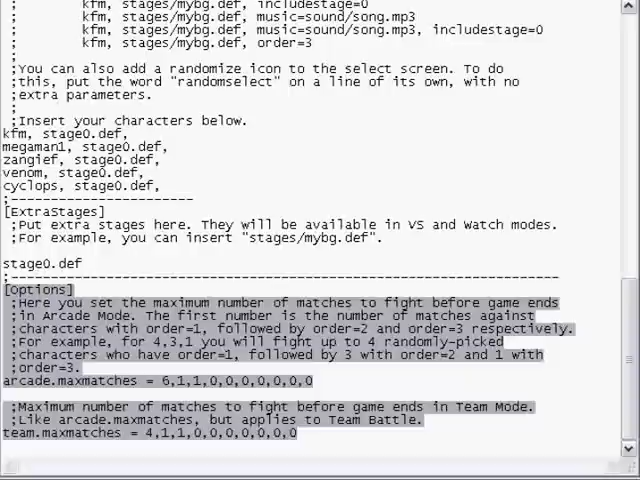 ;       kfm, stages/mybg.def, includestage=0
;       kfm, stages/mybg.def, music=sound/song.mp3
;       kfm, stages/mybg.def, music=sound/song.mp3, includestage=0
;       kfm, stages/mybg.def, order=3
;
;You can also add a randomize icon to the select screen. To do
;this, put the word "randomselect" on a line of its own, with no
;extra parameters.
;
;Insert your characters below.
kfm, stage0.def,
megaman1, stage0.def,
zangief, stage0.def,
venom, stage0.def,
cyclops, stage0.def,
;-----------------------
[ExtraStages]
;Put extra stages here. They will be available in VS and Watch modes.
;For example, you can insert "stages/mybg.def".
stage0.def
;---------------------------------------------------------------------
[Options]
;Here you set the maximum number of matches to fight before game ends
;in Arcade Mode. The first number is the number of matches against
;characters with order=1, followed by order=2 and order=3 respectively.
;For example, for 4,3,1 you will fight up to 4 randomly-picked
;characters who have order=1, followed by 3 with order=2 and 1 with
;order=3.
arcade.maxmatches = 6,1,1,0,0,0,0,0,0,0
;Maximum number of matches to fight before game ends in Team Mode.
;Like arcade.maxmatches, but applies to Team Battle.
team.maxmatches = 4,1,1,0,0,0,0,0,0,0